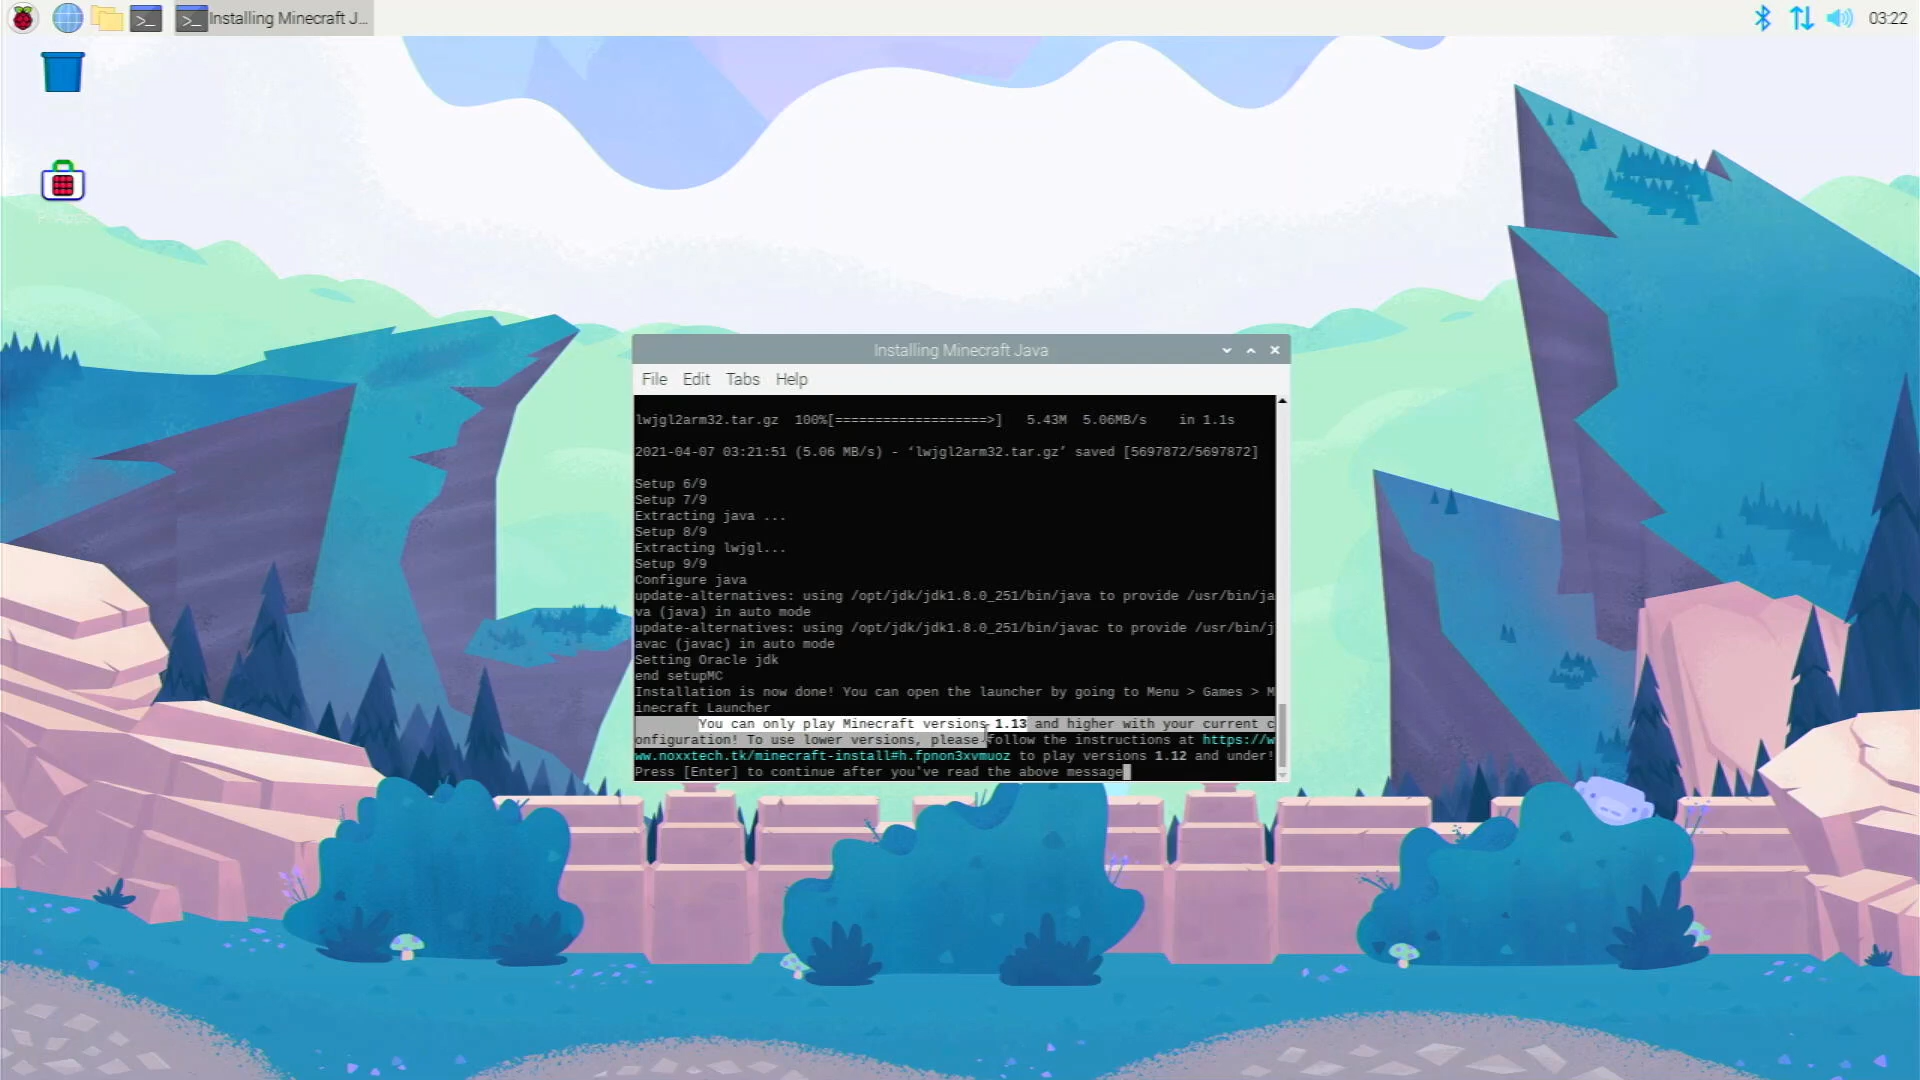 Installing Minecraft J...
03:22
Installing Minecraft Java
File Edit Tabs Help
lwjgl2arm32.tar.gz 100%[===================>] 5.43M 5.06MB/s in 1.1s
2021-04-07 03:21:51 (5.06 MB/s) - ‘lwjgl2arm32.tar.gz’ saved [5697872/5697872]
Setup 6/9
Setup 7/9
Extracting java ...
Setup 8/9
Extracting lwjgl...
Setup 9/9
Configure java
update-alternatives: using /opt/jdk/jdk1.8.0_251/bin/java to provide /usr/bin/ja
va (java) in auto mode
update-alternatives: using /opt/jdk/jdk1.8.0_251/bin/javac to provide /usr/bin/j
avac (javac) in auto mode
Setting Oracle jdk
end setupMC
Installation is now done! You can open the launcher by going to Menu > Games > M
inecraft Launcher
You can only play Minecraft versions 1.13 and higher with your current c
onfiguration! To use lower versions, please follow the instructions at https://w
ww.noxxtech.tk/minecraft-install#h.fpnon3xvmuoz to play versions 1.12 and under!
Press [Enter] to continue after you've read the above message